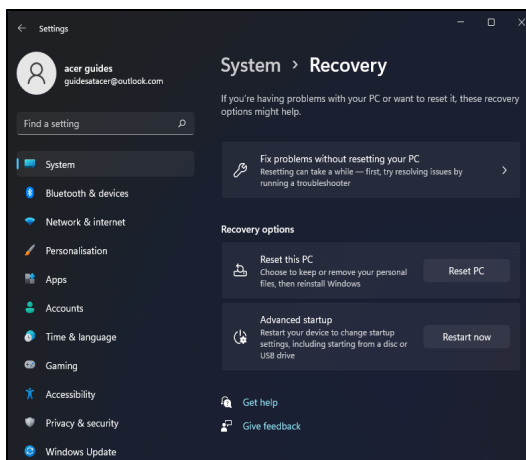 Settings
acer guides
guidesatacer@outlook.com
Find a setting
System
Bluetooth & devices
Network & internet
Personalisation
Apps
Accounts
Time & language
Gaming
Accessibility
Privacy & security
Windows Update
System > Recovery
If you're having problems with your PC or want to reset it, these recovery
options might help.
Fix problems without resetting your PC
Resetting can take a while — first, try resolving issues by
running a troubleshooter
Recovery options
Reset this PC
Choose to keep or remove your personal
files, then reinstall Windows
Reset PC
Advanced startup
Restart your device to change startup
settings, including starting from a disc or
USB drive
Restart now
Get help
Give feedback